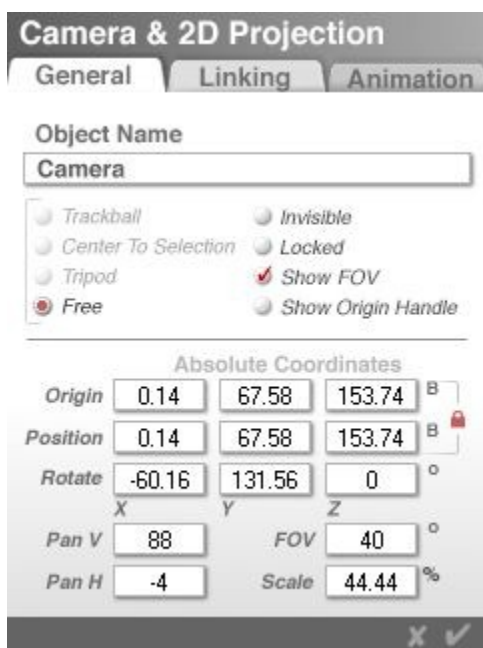 Camera & 2D Projection
General Linking Animation
Object Name
Camera
Trackball Invisible
Center To Selection Locked
Tripod Show FOV
Free Show Origin Handle
Absolute Coordinates
Origin 0.14 67.58 153.74 B
Position 0.14 67.58 153.74 B
Rotate -60.16 131.56 0 °
X Y Z
Pan V 88 FOV 40 °
Pan H -4 Scale 44.44 %